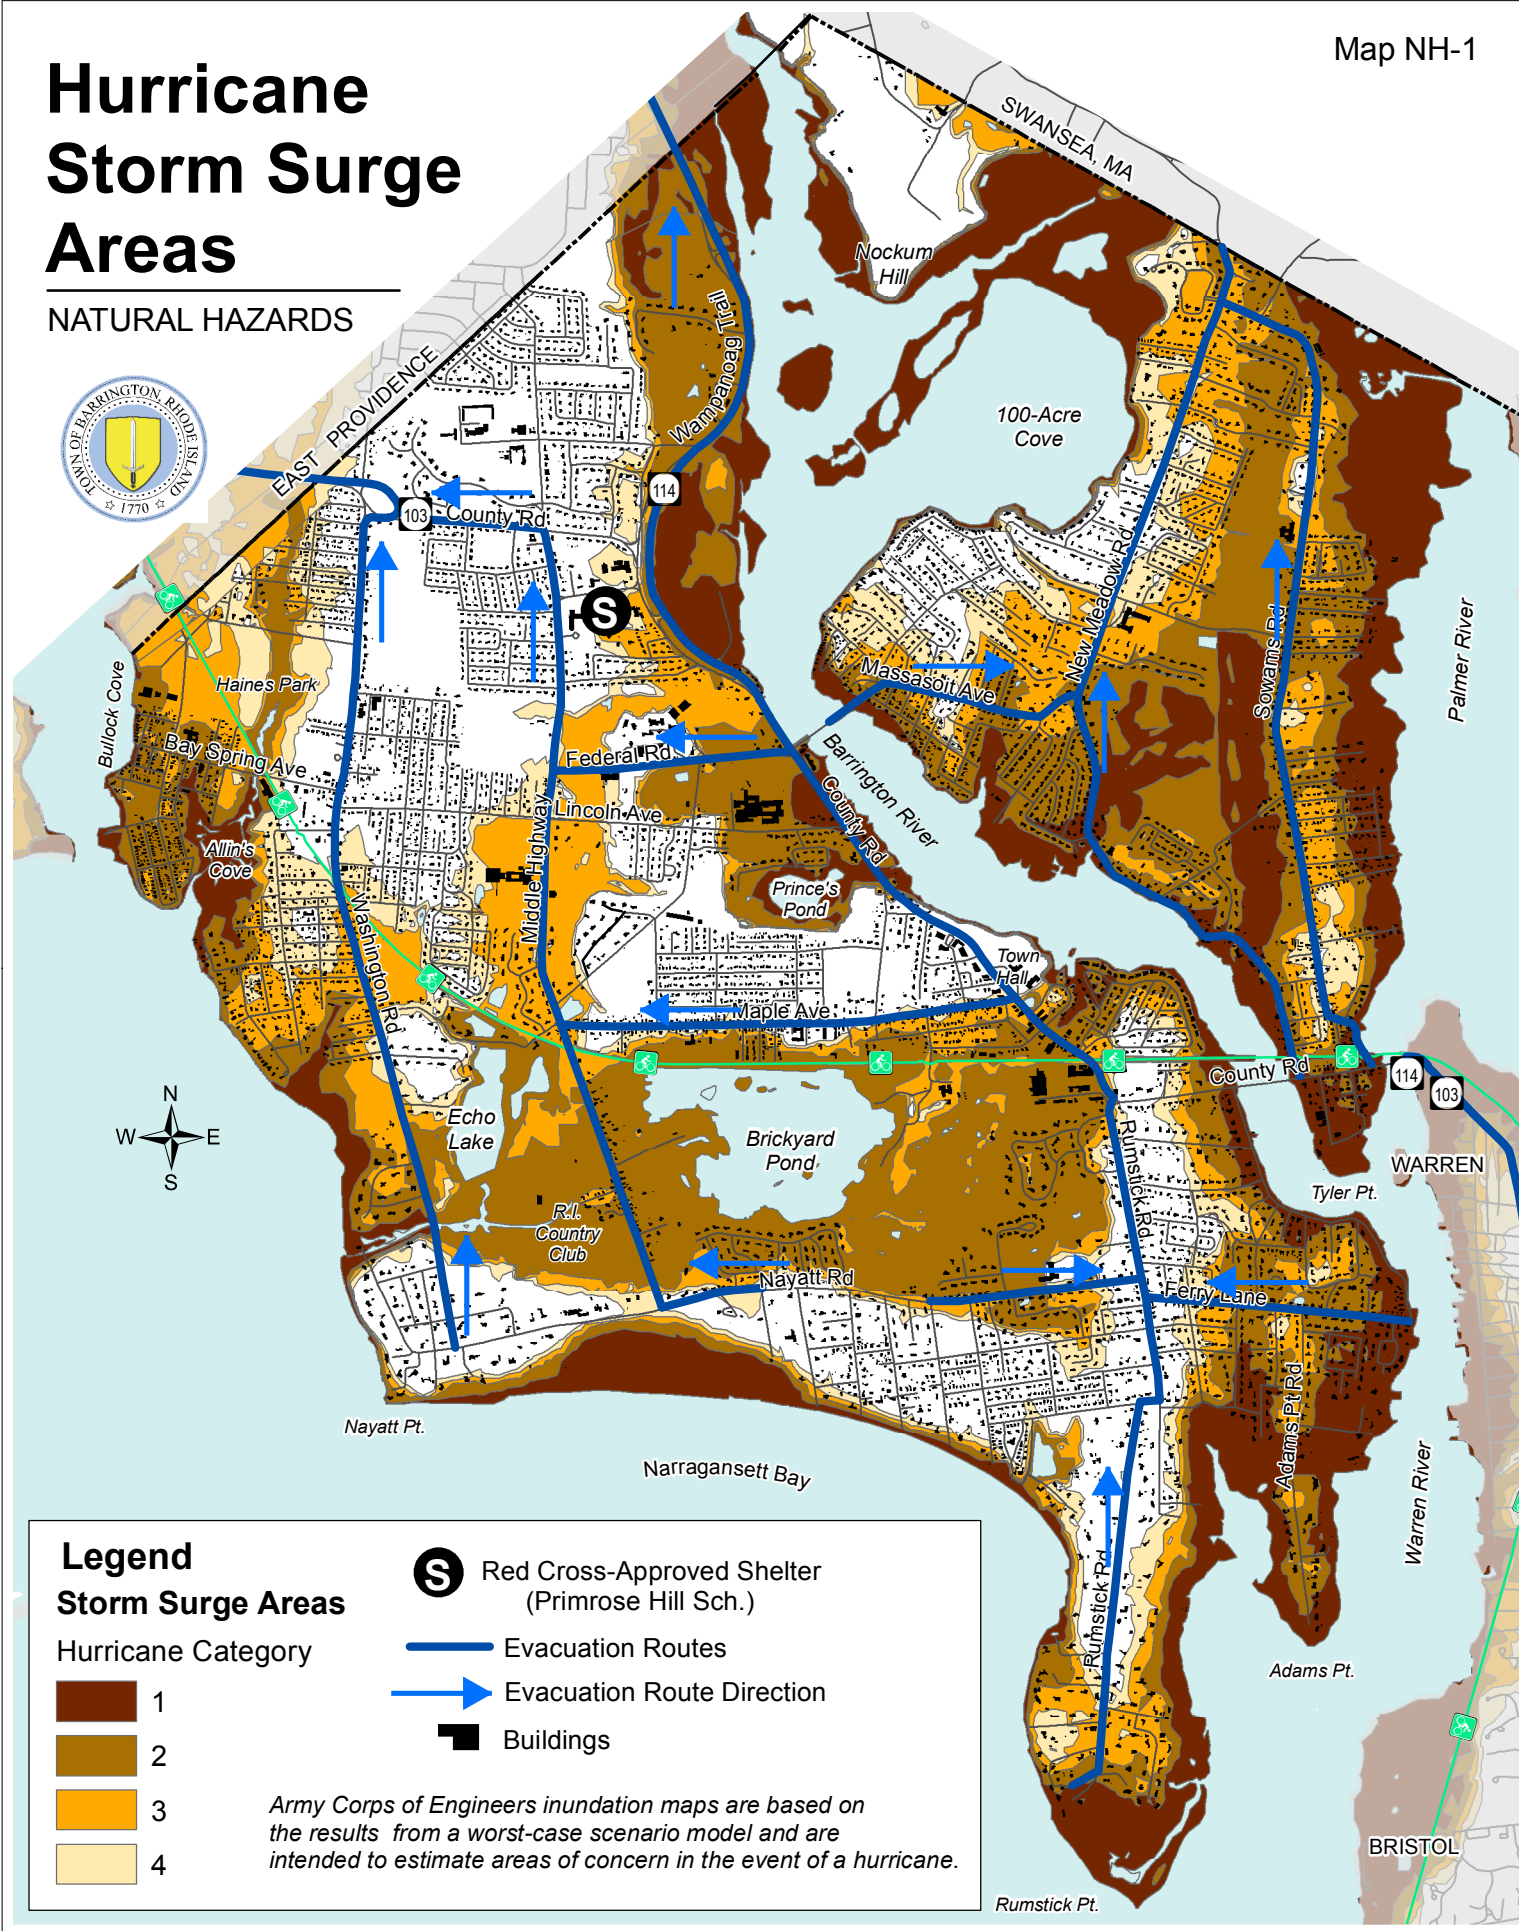 Map NH-1
Hurricane
Storm Surge
Areas
NATURAL HAZARDS
TOWN OF BARRINGTON, RHODE ISLAND
1770
SWANSEA, MA
EAST PROVIDENCE
Nockum
Hill
Wampanoag Trail
100-Acre
Cove
114
103
County Rd
S
New Meadow Rd
Sowams Rd
Palmer River
Massasoit Ave
Bullock Cove
Haines Park
Bay Spring Ave
Federal Rd
Barrington River
Lincoln Ave
County Rd
Middle Highway
Allin's
Cove
Prince's
Pond
Washington Rd
Town
Hall
Maple Ave
County Rd
114
103
N
W
E
S
Echo
Lake
Brickyard
Pond
Rumstick Rd
WARREN
Tyler Pt.
R.I.
Country
Club
Nayatt Rd
Ferry Lane
Adams Pt Rd
Nayatt Pt.
Narragansett Bay
Warren River
Rumstick Rd
Adams Pt.
BRISTOL
Rumstick Pt.
Legend
Storm Surge Areas
Hurricane Category
1
2
3
4
S
Red Cross-Approved Shelter
(Primrose Hill Sch.)
Evacuation Routes
Evacuation Route Direction
Buildings
Army Corps of Engineers inundation maps are based on
the results from a worst-case scenario model and are
intended to estimate areas of concern in the event of a hurricane.